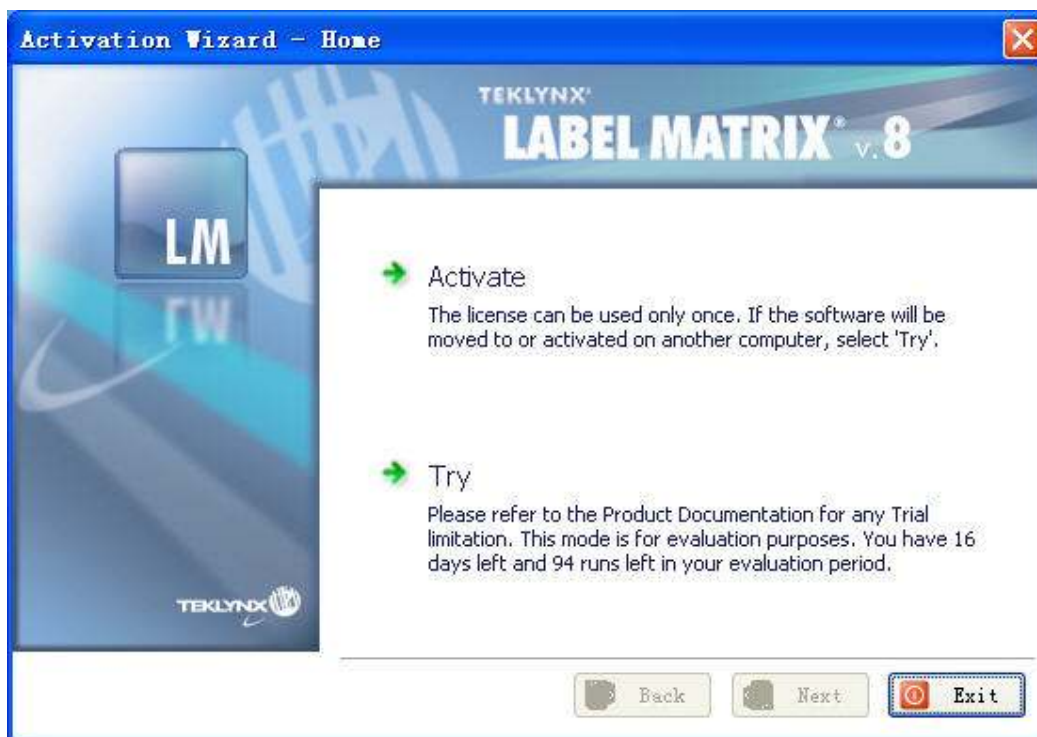 Activation Wizard - Home
TEKLYNX'
LABEL MATRIX® v.8
LM
Activate
The license can be used only once. If the software will be
moved to or activated on another computer, select 'Try'.
Try
Please refer to the Product Documentation for any Trial
limitation. This mode is for evaluation purposes. You have 16
days left and 94 runs left in your evaluation period.
TEKLYNX
Back
Next
Exit